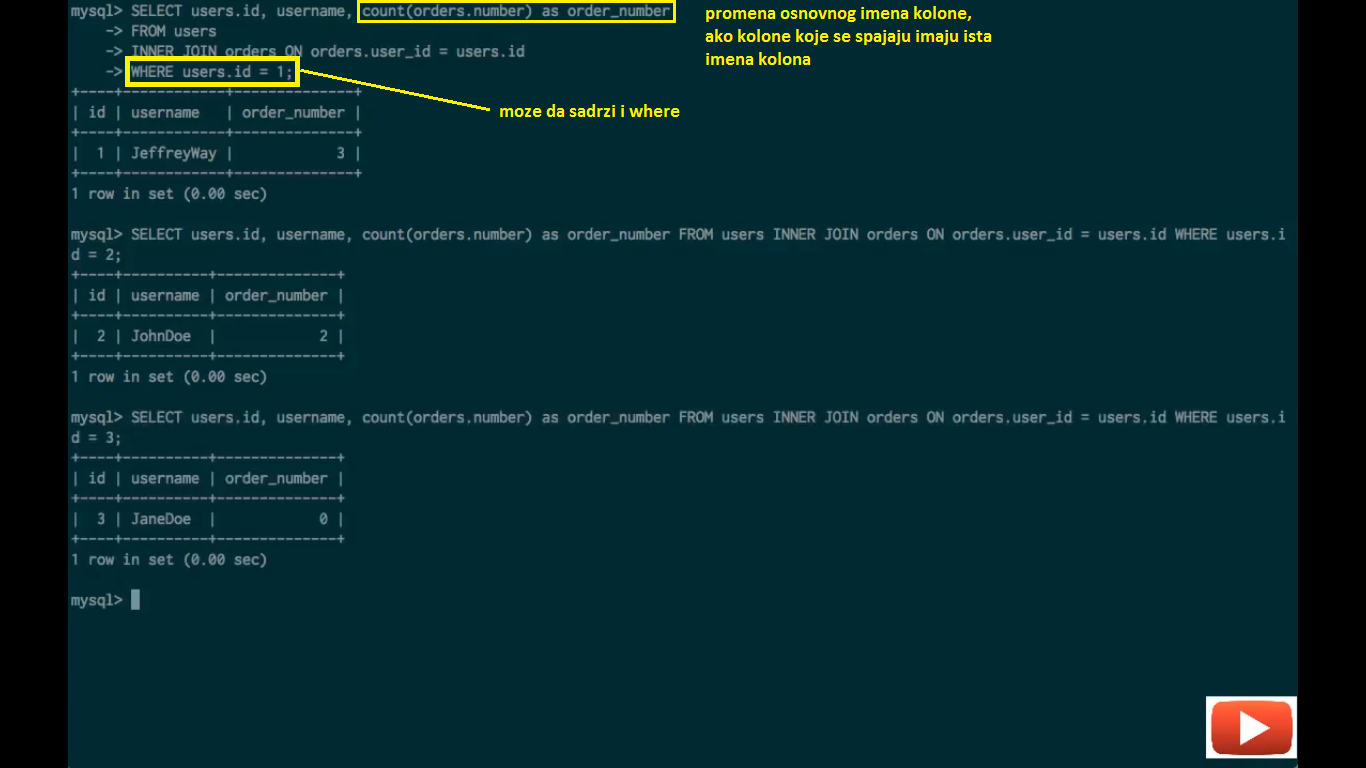 mysql> SELECT users.id, username, count(orders.number) as order_number
-> FROM users
-> INNER JOIN orders ON orders.user_id = users.id
-> WHERE users.id = 1;
promena osnovnog imena kolone,
ako kolone koje se spajaju imaju ista
imena kolona
moze da sadrzi i where
+----+-----------+--------------+
| id | username  | order_number |
+----+-----------+--------------+
|  1 | JeffreyWay |            3 |
+----+-----------+--------------+
1 row in set (0.00 sec)
mysql> SELECT users.id, username, count(orders.number) as order_number FROM users INNER JOIN orders ON orders.user_id = users.id WHERE users.i
d = 2;
+----+----------+--------------+
| id | username | order_number |
+----+----------+--------------+
|  2 | JohnDoe  |            2 |
+----+----------+--------------+
1 row in set (0.00 sec)
mysql> SELECT users.id, username, count(orders.number) as order_number FROM users INNER JOIN orders ON orders.user_id = users.id WHERE users.i
d = 3;
+----+----------+--------------+
| id | username | order_number |
+----+----------+--------------+
|  3 | JaneDoe  |            0 |
+----+----------+--------------+
1 row in set (0.00 sec)
mysql>